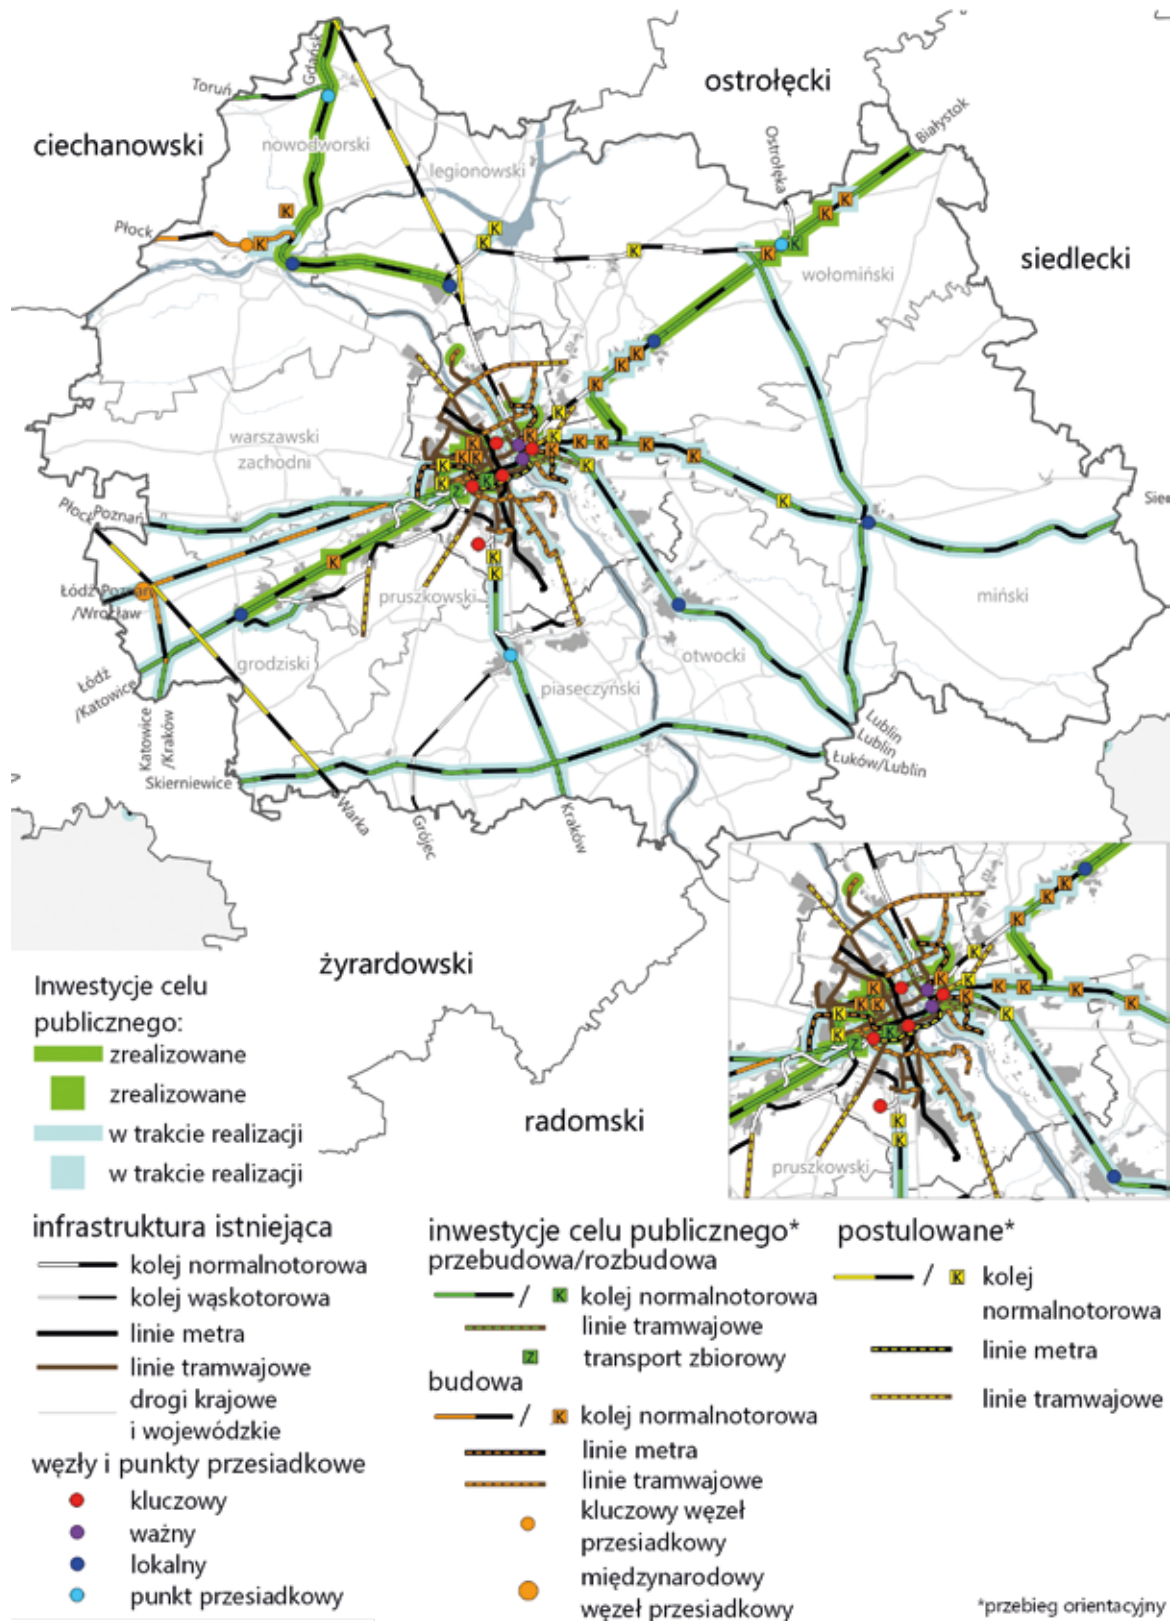 ostrołęcki
Gdańsk
Toruń
ciechanowski
nowodworski
legionowski
Ostrołęka
Białystok
Płock
wołomiński
siedlecki
warszawski
zachodni
Płock
Poznań
Łódź
/Wrocław
pruszkowski
miński
grodziski
otwocki
piaseczyński
Łódź
/Katowice
Katowice
/Kraków
Skierniewice
Warka
Grójec
Kraków
Lublin
Lublin
Łuków/Lublin
żyrardowski
radomski
pruszkowski
Inwestycje celu
publicznego:
zrealizowane
zrealizowane
w trakcie realizacji
w trakcie realizacji
infrastruktura istniejąca
kolej normalnotorowa
kolej wąskotorowa
linie metra
linie tramwajowe
drogi krajowe
i wojewódzkie
węzły i punkty przesiadkowe
kluczowy
ważny
lokalny
punkt przesiadkowy
inwestycje celu publicznego*
przebudowa/rozbudowa
/ K kolej normalnotorowa
linie tramwajowe
Z transport zbiorowy
budowa
/ K kolej normalnotorowa
linie metra
linie tramwajowe
kluczowy węzeł
przesiadkowy
międzynarodowy
węzeł przesiadkowy
postulowane*
/ K kolej
normalnotorowa
linie metra
linie tramwajowe
*przebieg orientacyjny